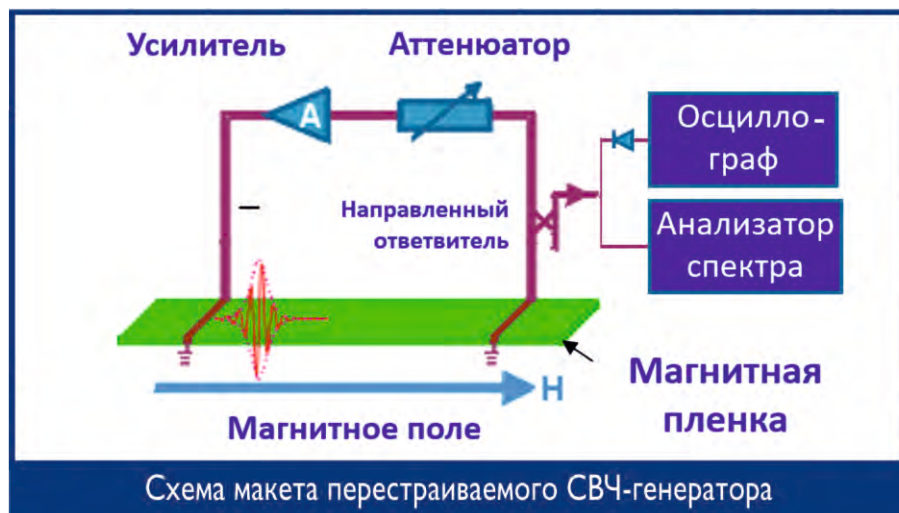 Усилитель
Аттенюатор
A
Осцилло-
граф
Направленный
ответвитель
Анализатор
спектра
H
Магнитное поле
Магнитная
пленка
Схема макета перестраиваемого СВЧ-генератора